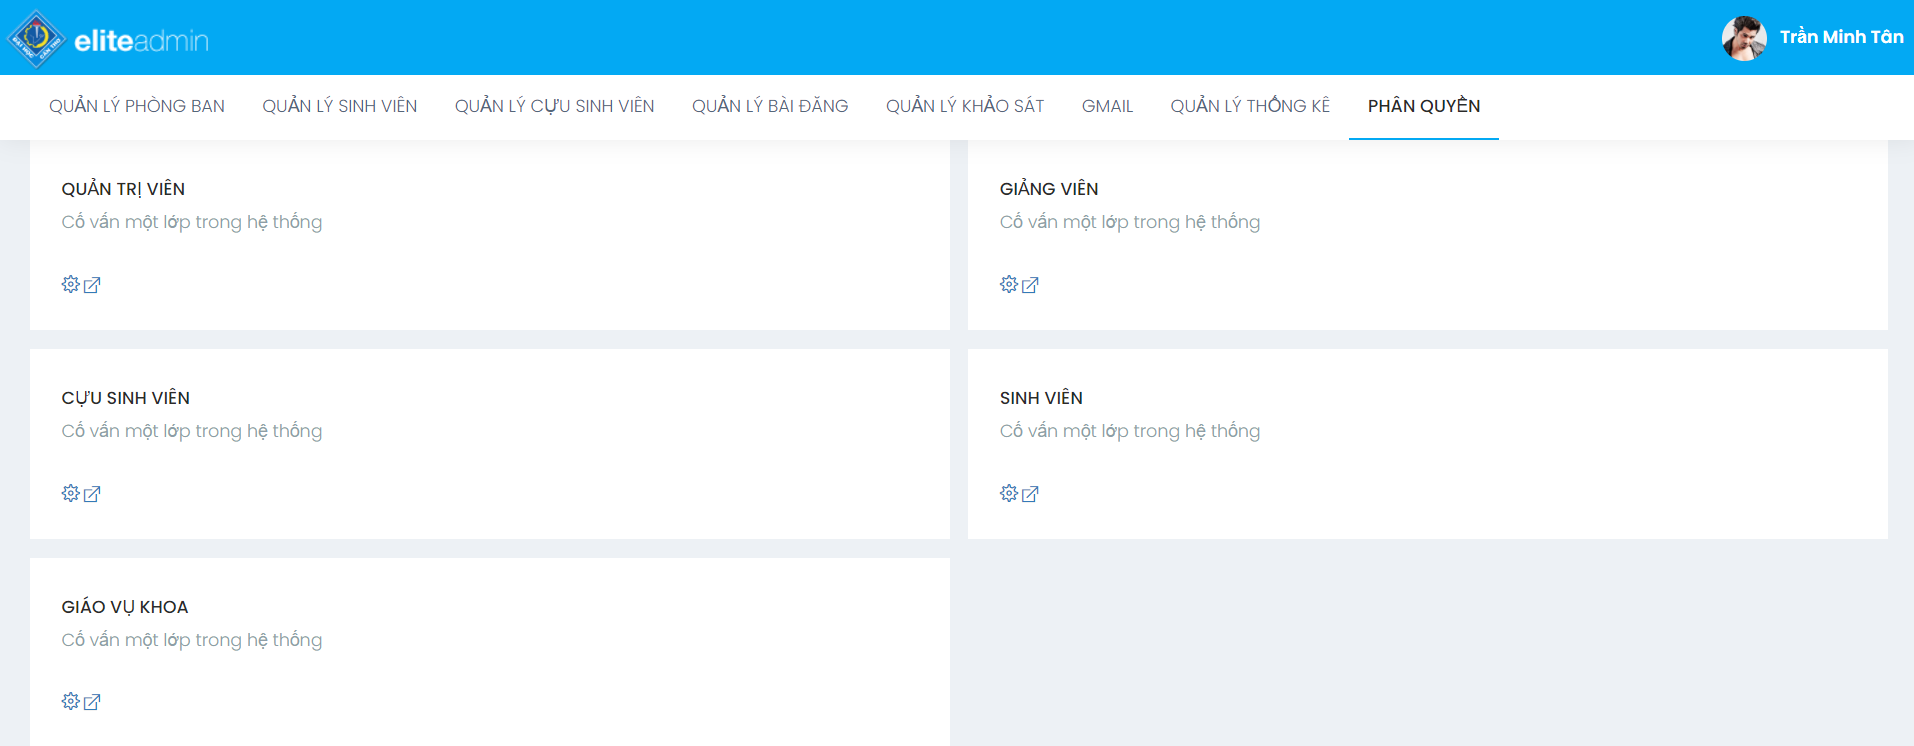 ĐẠI HỌC CẦN THƠ
eliteadmin
Trần Minh Tân
QUẢN LÝ PHÒNG BAN
QUẢN LÝ SINH VIÊN
QUẢN LÝ CỰU SINH VIÊN
QUẢN LÝ BÀI ĐĂNG
QUẢN LÝ KHẢO SÁT
GMAIL
QUẢN LÝ THỐNG KÊ
PHÂN QUYỀN
QUẢN TRỊ VIÊN
Cố vấn một lớp trong hệ thống
GIẢNG VIÊN
Cố vấn một lớp trong hệ thống
CỰU SINH VIÊN
Cố vấn một lớp trong hệ thống
SINH VIÊN
Cố vấn một lớp trong hệ thống
GIÁO VỤ KHOA
Cố vấn một lớp trong hệ thống